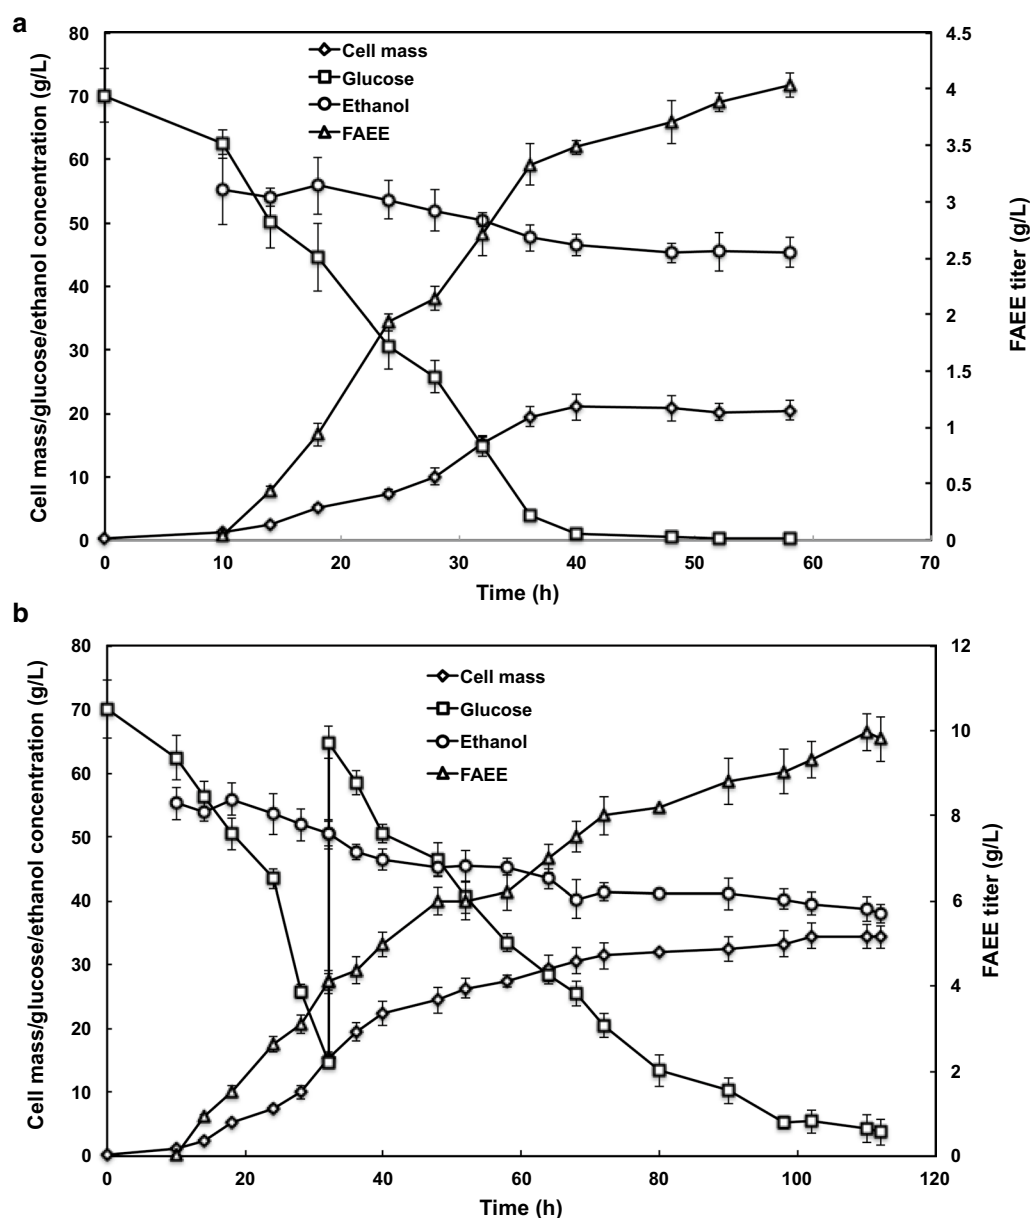 a
Cell mass
Glucose
Ethanol
FAEE
Cell mass/glucose/ethanol concentration (g/L)
80
70
60
50
40
30
20
10
0
4.5
4
3.5
3
2.5
2
1.5
1
0.5
0
FAEE titer (g/L)
0 20 30 40 50 60 70
Time (h)
b
Cell mass
Glucose
Ethanol
FAEE
Cell mass/glucose/ethanol concentration (g/L)
80
70
60
50
40
30
20
10
0
12
10
8
6
4
2
0
FAEE titer (g/L)
0 20 40 60 80 100 120
Time (h)